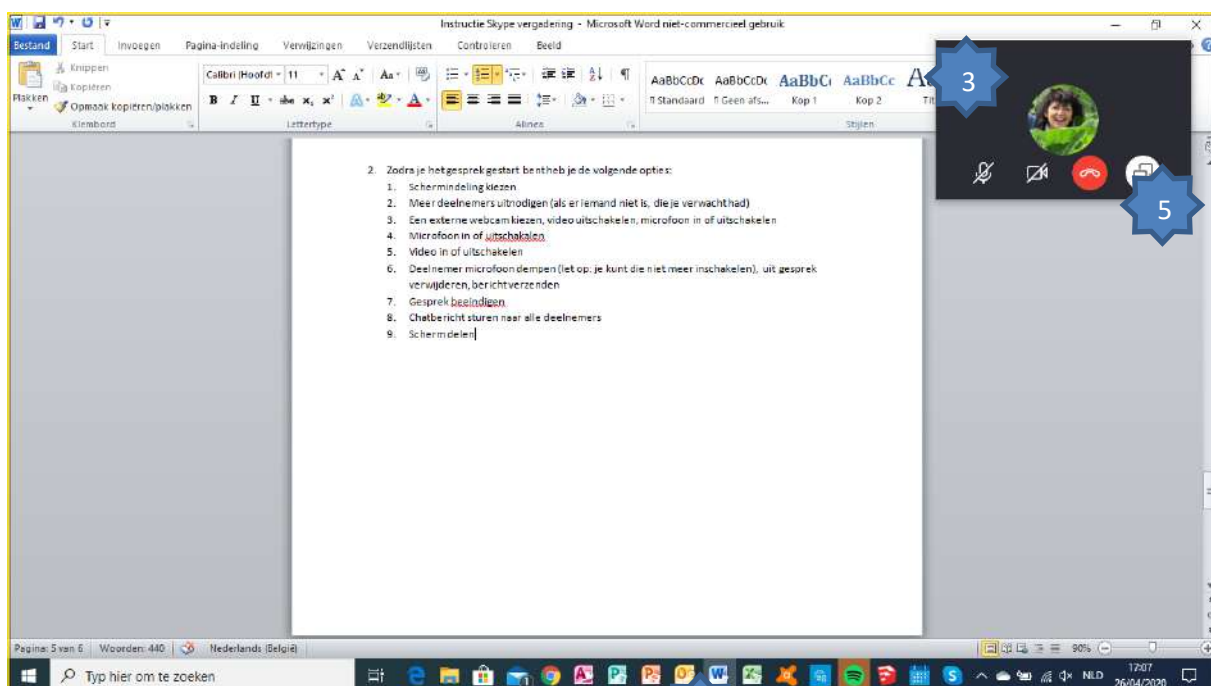 Instructie Skype vergadering - Microsoft Word niet-commercieel gebruik
Bestand Start Invoegen Pagina-indeling Verwijzingen Verzendlijsten Controleren Beeld
Plakken
Knippen
Kopiëren
Opmaak kopiëren/plakken
Klembord
Calibri (Hoofdt 11
B I U abc x₂ x² A
Lettertype
Alinea
AaBbCcDc AaBbCcDc AaBbC AaBbCc
¶ Standaard ¶ Geen afs... Kop 1 Kop 2 Tit
Stijlen
3
5
2. Zodra je het gesprek gestart bent heb je de volgende opties:
1. Schermindeling kiezen
2. Meer deelnemers uitnodigen (als er iemand niet is, die je verwacht had)
3. Een externe webcam kiezen, video uitschakelen, microfoon in of uitschakelen
4. Microfoon in of uitschakalen
5. Video in of uitschakelen
6. Deelnemer microfoon dempen (let op: je kunt die niet meer inschakelen), uit gesprek
verwijderen, bericht verzenden
7. Gesprek beeindigen
8. Chatbericht sturen naar alle deelnemers
9. Scherm delen
Pagina: 5 van 6 Woorden: 440 Nederlands (België) 90%
Typ hier om te zoeken
NLD
17:07
26/04/2020